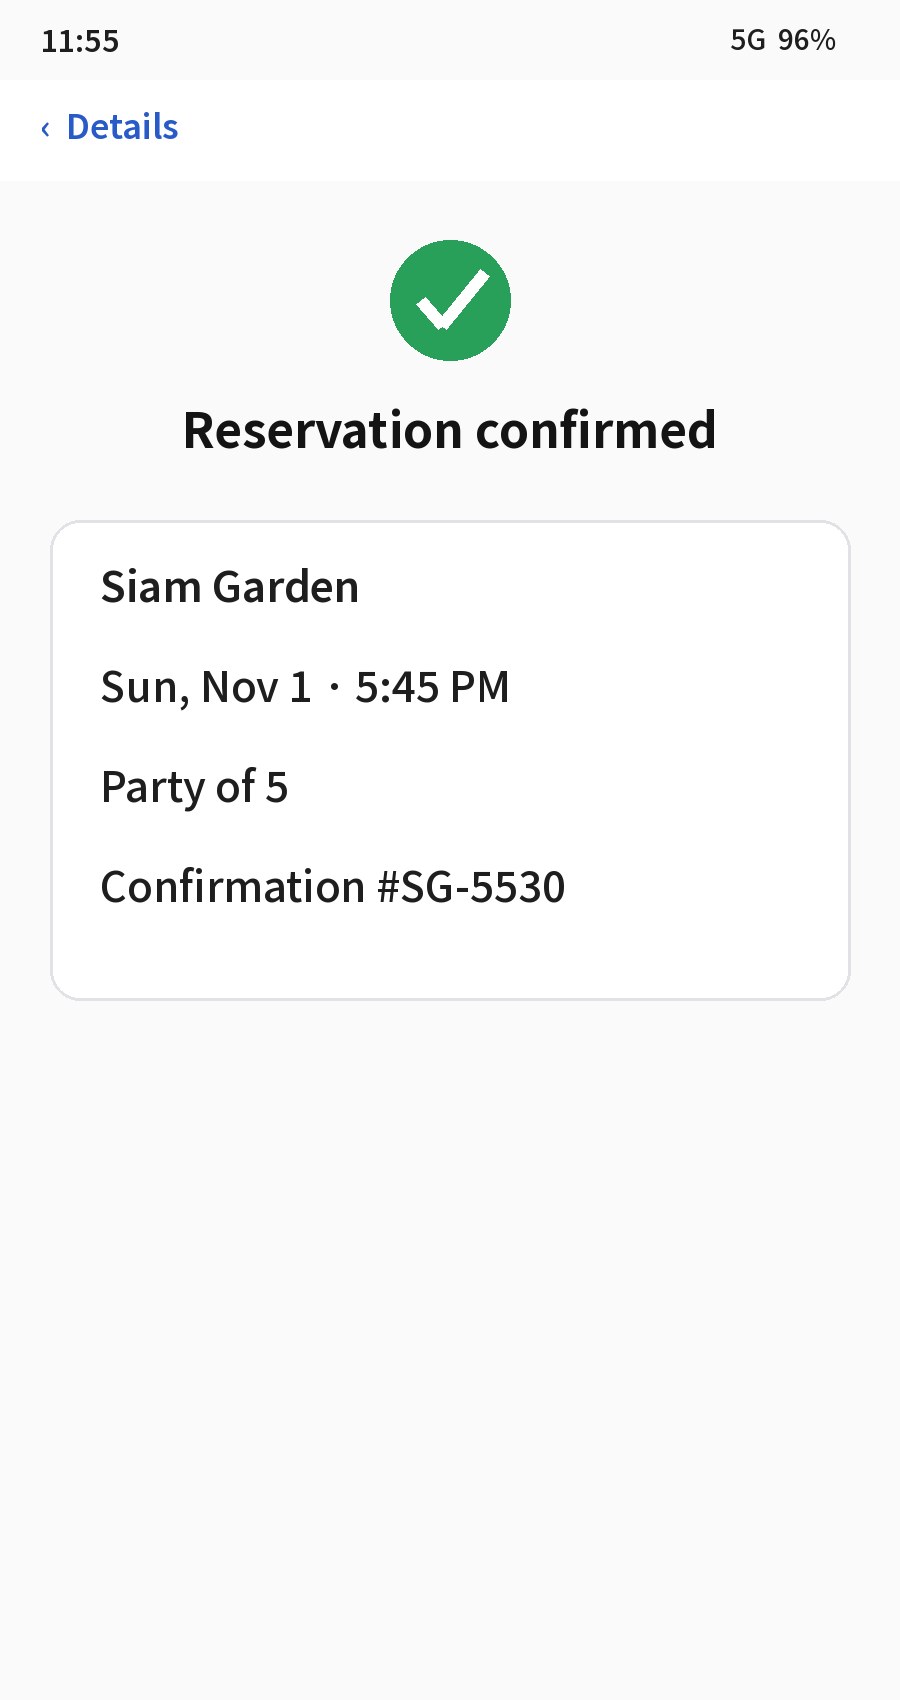 11:55 5G 96%
‹ Details
Reservation confirmed
Siam Garden
Sun, Nov 1 · 5:45 PM
Party of 5
Confirmation #SG-5530